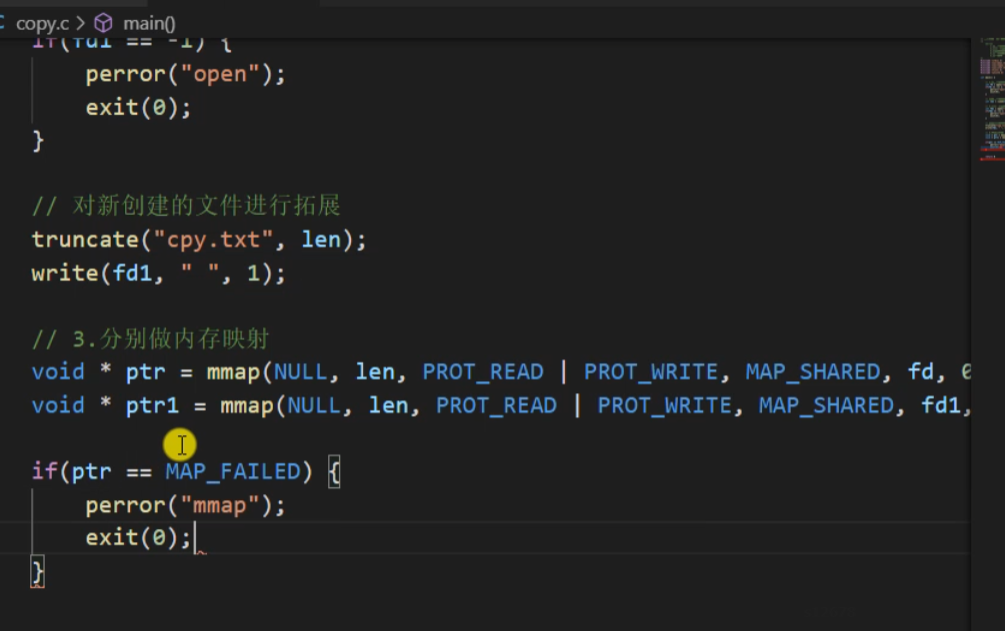 copy.c > main()
if(fd1 == -1) {
perror("open");
exit(0);
}
// 对新创建的文件进行拓展
truncate("cpy.txt", len);
write(fd1, " ", 1);
// 3.分别做内存映射
void * ptr = mmap(NULL, len, PROT_READ | PROT_WRITE, MAP_SHARED, fd, 0
void * ptr1 = mmap(NULL, len, PROT_READ | PROT_WRITE, MAP_SHARED, fd1,
if(ptr == MAP_FAILED) {
perror("mmap");
exit(0);
}